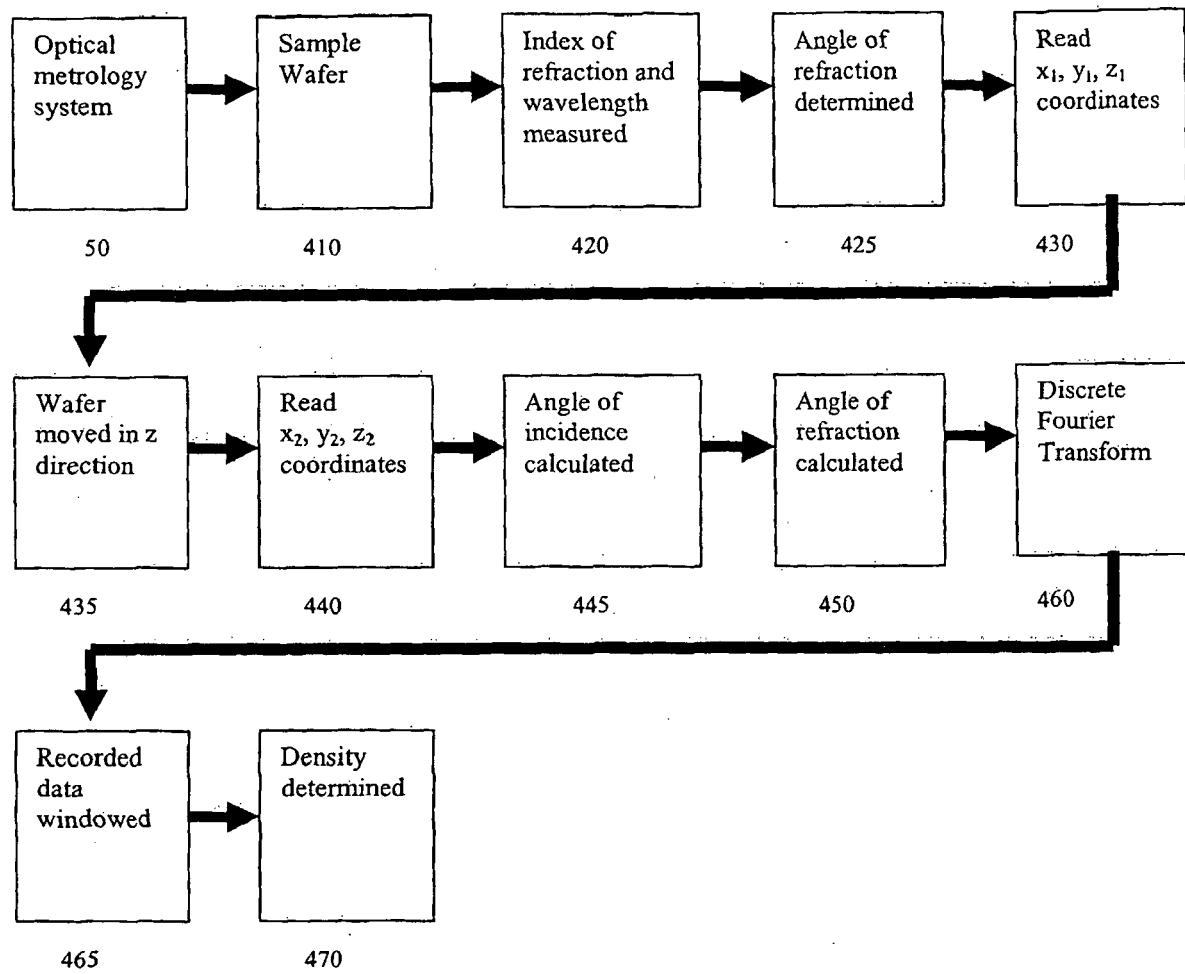 Optical
metrology
system
Sample
Wafer
Index of
refraction and
wavelength
measured
Angle of
refraction
determined
Read
x₁, y₁, z₁
coordinates
50
410
420
425
430
Wafer
moved in z
direction
Read
x₂, y₂, z₂
coordinates
Angle of
incidence
calculated
Angle of
refraction
calculated
Discrete
Fourier
Transform
435
440
445
450
460
Recorded
data
windowed
Density
determined
465
470